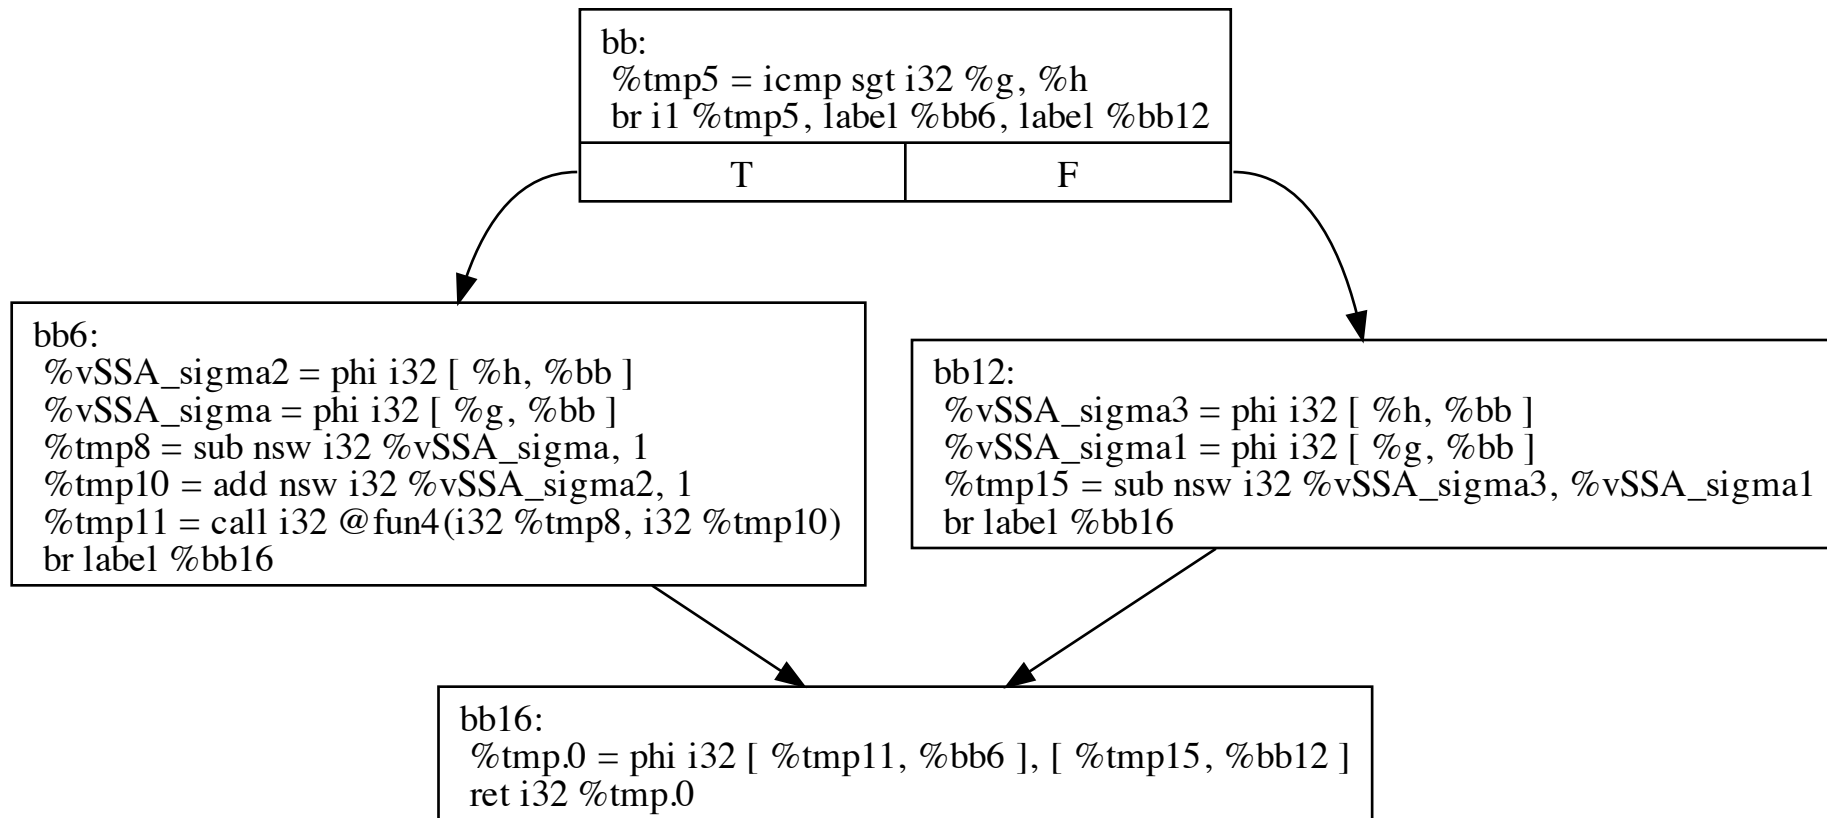 bb:
%tmp5 = icmp sgt i32 %g, %h
br i1 %tmp5, label %bb6, label %bb12
T F
bb6:
%vSSA_sigma2 = phi i32 [ %h, %bb ]
%vSSA_sigma = phi i32 [ %g, %bb ]
%tmp8 = sub nsw i32 %vSSA_sigma, 1
%tmp10 = add nsw i32 %vSSA_sigma2, 1
%tmp11 = call i32 @fun4(i32 %tmp8, i32 %tmp10)
br label %bb16
bb12:
%vSSA_sigma3 = phi i32 [ %h, %bb ]
%vSSA_sigma1 = phi i32 [ %g, %bb ]
%tmp15 = sub nsw i32 %vSSA_sigma3, %vSSA_sigma1
br label %bb16
bb16:
%tmp.0 = phi i32 [ %tmp11, %bb6 ], [ %tmp15, %bb12 ]
ret i32 %tmp.0